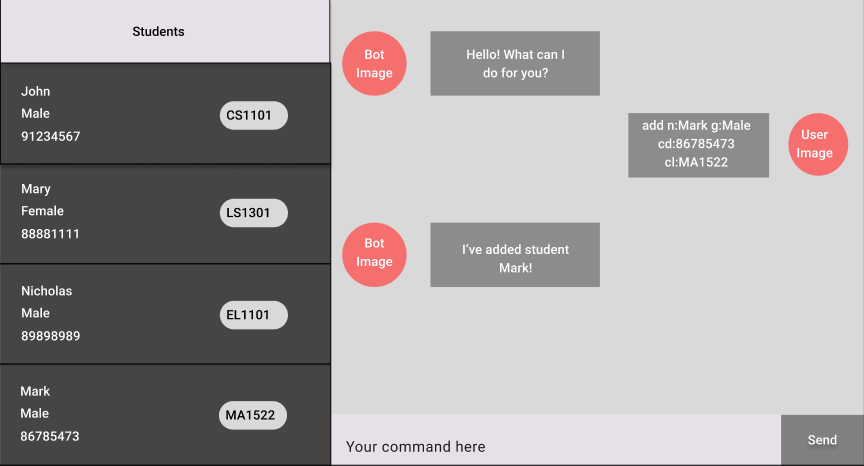 Students
John
Male
91234567
CS1101
Mary
Female
88881111
LS1301
Nicholas
Male
89898989
EL1101
Mark
Male
86785473
MA1522
Bot
Image
Hello! What can I
do for you?
add n:Mark g:Male
cd:86785473
cl:MA1522
User
Image
Bot
Image
I've added student
Mark!
Your command here
Send